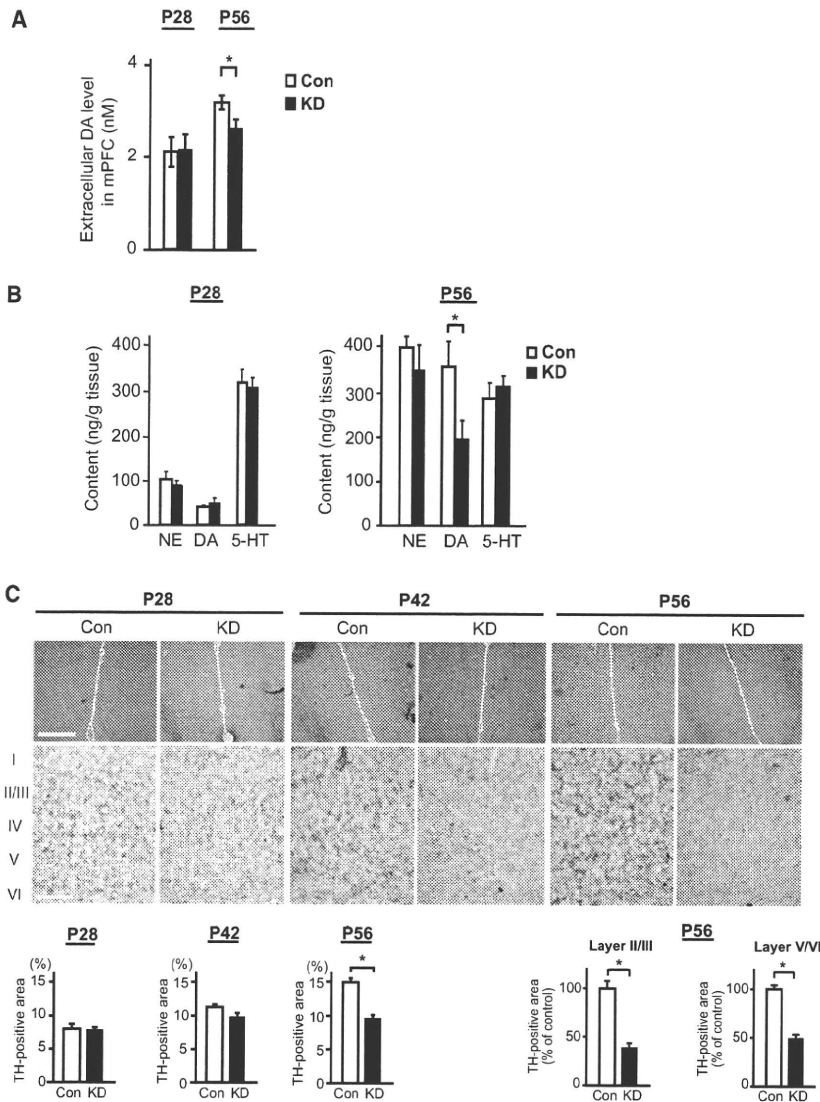 A
P28 P56
Extracellular DA level
in mPFC (nM)
4
2
0
*
Con
KD
B
P28
Content (ng/g tissue)
400
300
200
100
0
NE DA 5-HT
P56
Content (ng/g tissue)
400
300
400
300
0
*
NE DA 5-HT
Con
KD
C
P28 P42 P56
Con KD Con KD Con KD
I
II/III
IV
V
VI
P28
(%)
TH-positive area
15
10
5
0
Con KD
P42
(%)
TH-positive area
15
10
5
0
Con KD
P56
(%)
TH-positive area
15
10
5
0
*
Con KD
P56
Layer II/III
TH-positive area
(% of control)
100
50
0
*
Con KD
Layer V/VI
TH-positive area
(% of control)
100
50
0
*
Con KD